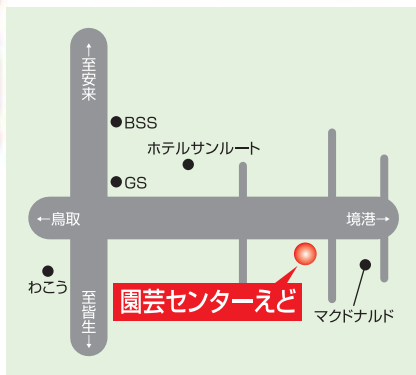 ↑至安来
BSS
ホテルサンルート
GS
←鳥取
境港→
わこう
至皆生↓
園芸センターえど
マクドナルド